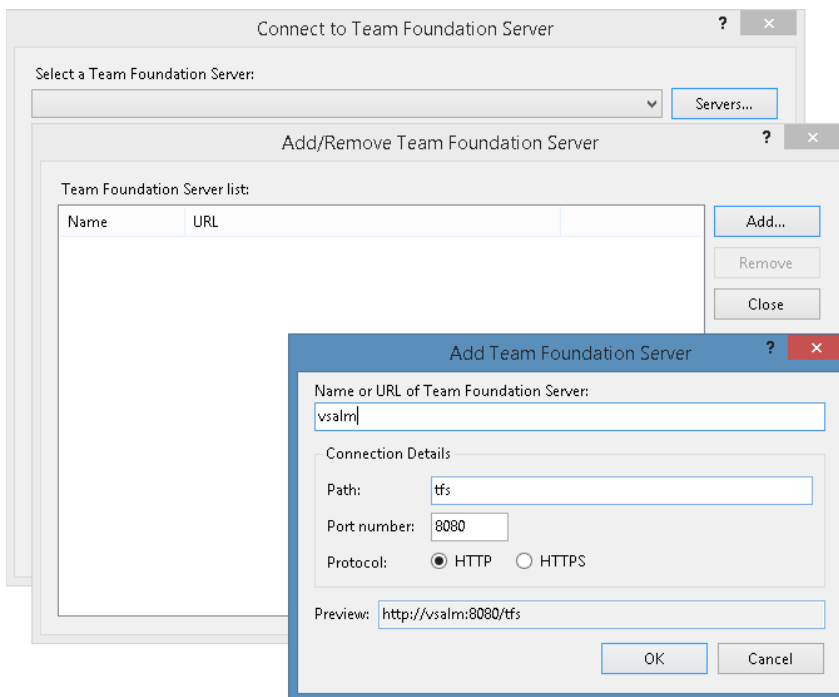 Connect to Team Foundation Server
?
Select a Team Foundation Server:
Servers...
Add/Remove Team Foundation Server
?
Team Foundation Server list:
Name URL
Add...
Remove
Close
Add Team Foundation Server
?
Name or URL of Team Foundation Server:
vsalm
Connection Details
Path: tfs
Port number: 8080
Protocol: HTTP HTTPS
Preview: http://vsalm:8080/tfs
OK Cancel